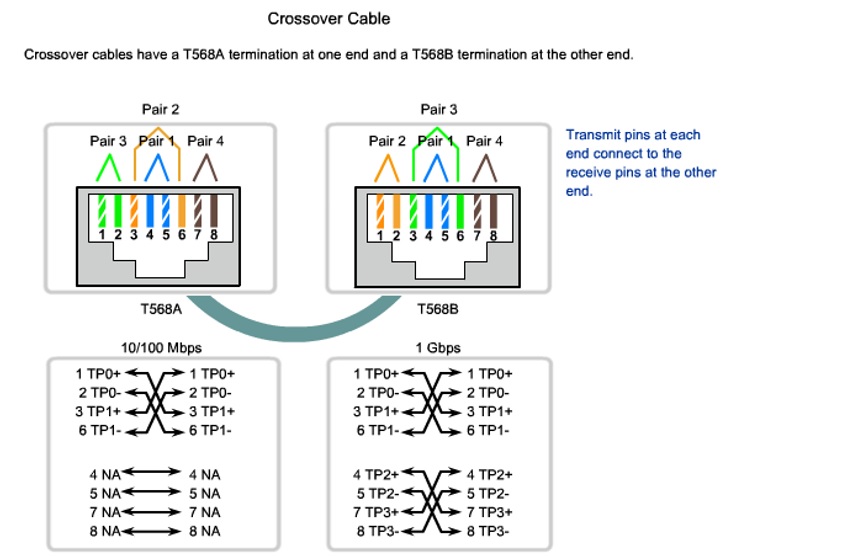 Crossover Cable
Crossover cables have a T568A termination at one end and a T568B termination at the other end.
Pair 2
Pair 3 Pair 1 Pair 4
1 2 3 4 5 6 7 8
T568A
Pair 3
Pair 2 Pair 1 Pair 4
1 2 3 4 5 6 7 8
T568B
Transmit pins at each
end connect to the
receive pins at the other
end.
10/100 Mbps
1 TP0+ 1 TP0+
2 TP0- 2 TP0-
3 TP1+ 3 TP1+
6 TP1- 6 TP1-
4 NA 4 NA
5 NA 5 NA
7 NA 7 NA
8 NA 8 NA
1 Gbps
1 TP0+ 1 TP0+
2 TP0- 2 TP0-
3 TP1+ 3 TP1+
6 TP1- 6 TP1-
4 TP2+ 4 TP2+
5 TP2- 5 TP2-
7 TP3+ 7 TP3+
8 TP3- 8 TP3-